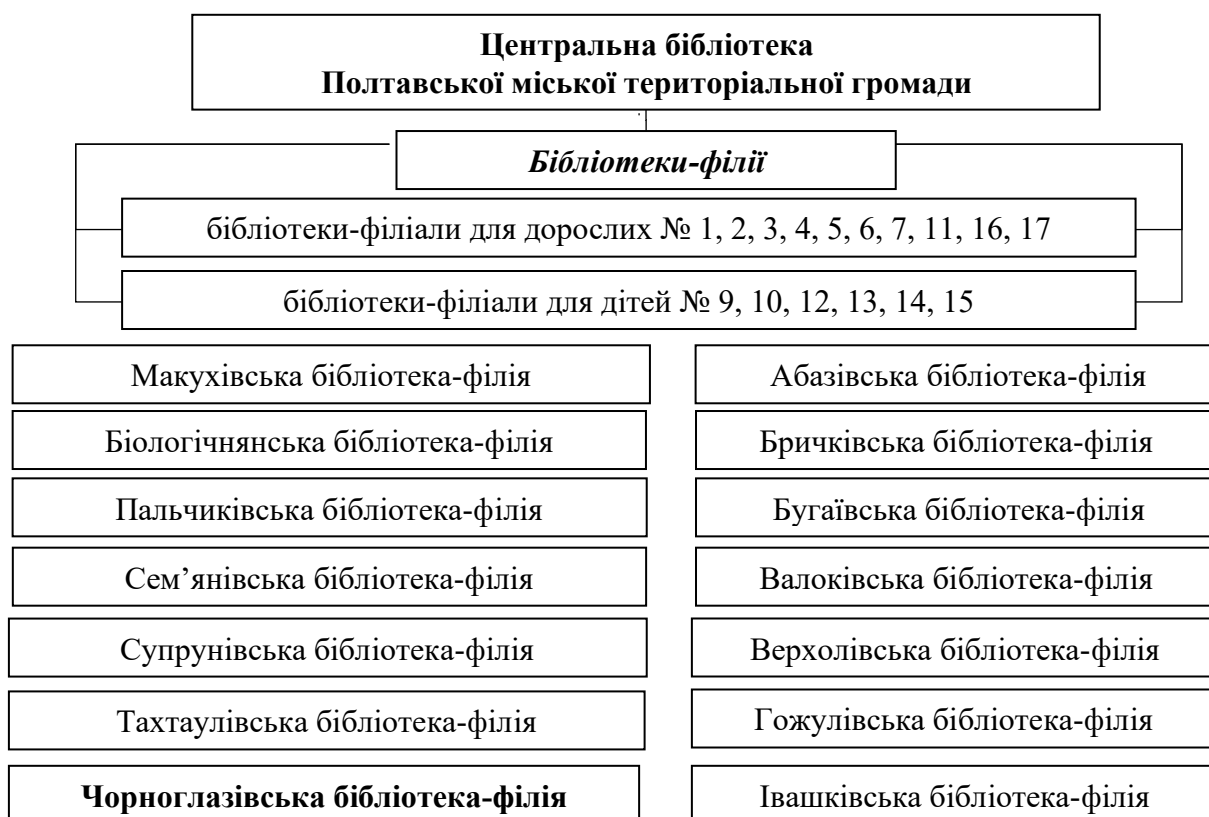 Центральна бібліотека
Полтавської міської територіальної громади
Бібліотеки-філії
бібліотеки-філіали для дорослих № 1, 2, 3, 4, 5, 6, 7, 11, 16, 17
бібліотеки-філіали для дітей № 9, 10, 12, 13, 14, 15
Макухівська бібліотека-філія
Абазівська бібліотека-філія
Біологічнянська бібліотека-філія
Бричківська бібліотека-філія
Пальчиківська бібліотека-філія
Бугаївська бібліотека-філія
Сем’янівська бібліотека-філія
Валоківська бібліотека-філія
Супрунівська бібліотека-філія
Верхолівська бібліотека-філія
Тахтаулівська бібліотека-філія
Гожулівська бібліотека-філія
Чорноглазівська бібліотека-філія
Івашківська бібліотека-філія